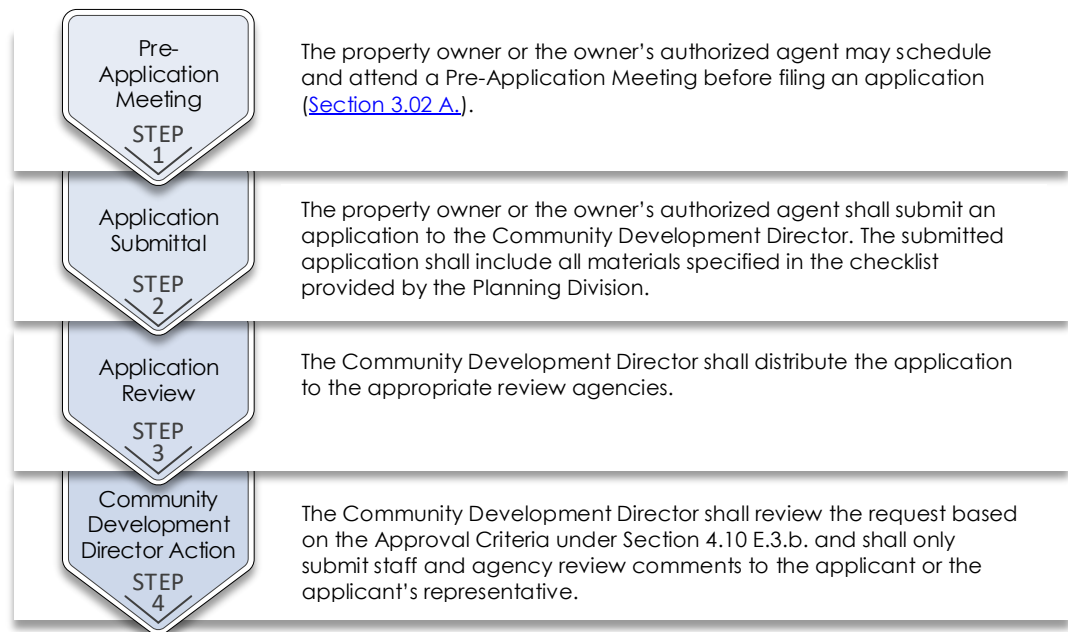 Pre-
Application
Meeting
STEP
1
The property owner or the owner’s authorized agent may schedule
and attend a Pre-Application Meeting before filing an application
(Section 3.02 A.).
Application
Submittal
STEP
2
The property owner or the owner’s authorized agent shall submit an
application to the Community Development Director. The submitted
application shall include all materials specified in the checklist
provided by the Planning Division.
Application
Review
STEP
3
The Community Development Director shall distribute the application
to the appropriate review agencies.
Community
Development
Director Action
STEP
4
The Community Development Director shall review the request based
on the Approval Criteria under Section 4.10 E.3.b. and shall only
submit staff and agency review comments to the applicant or the
applicant’s representative.